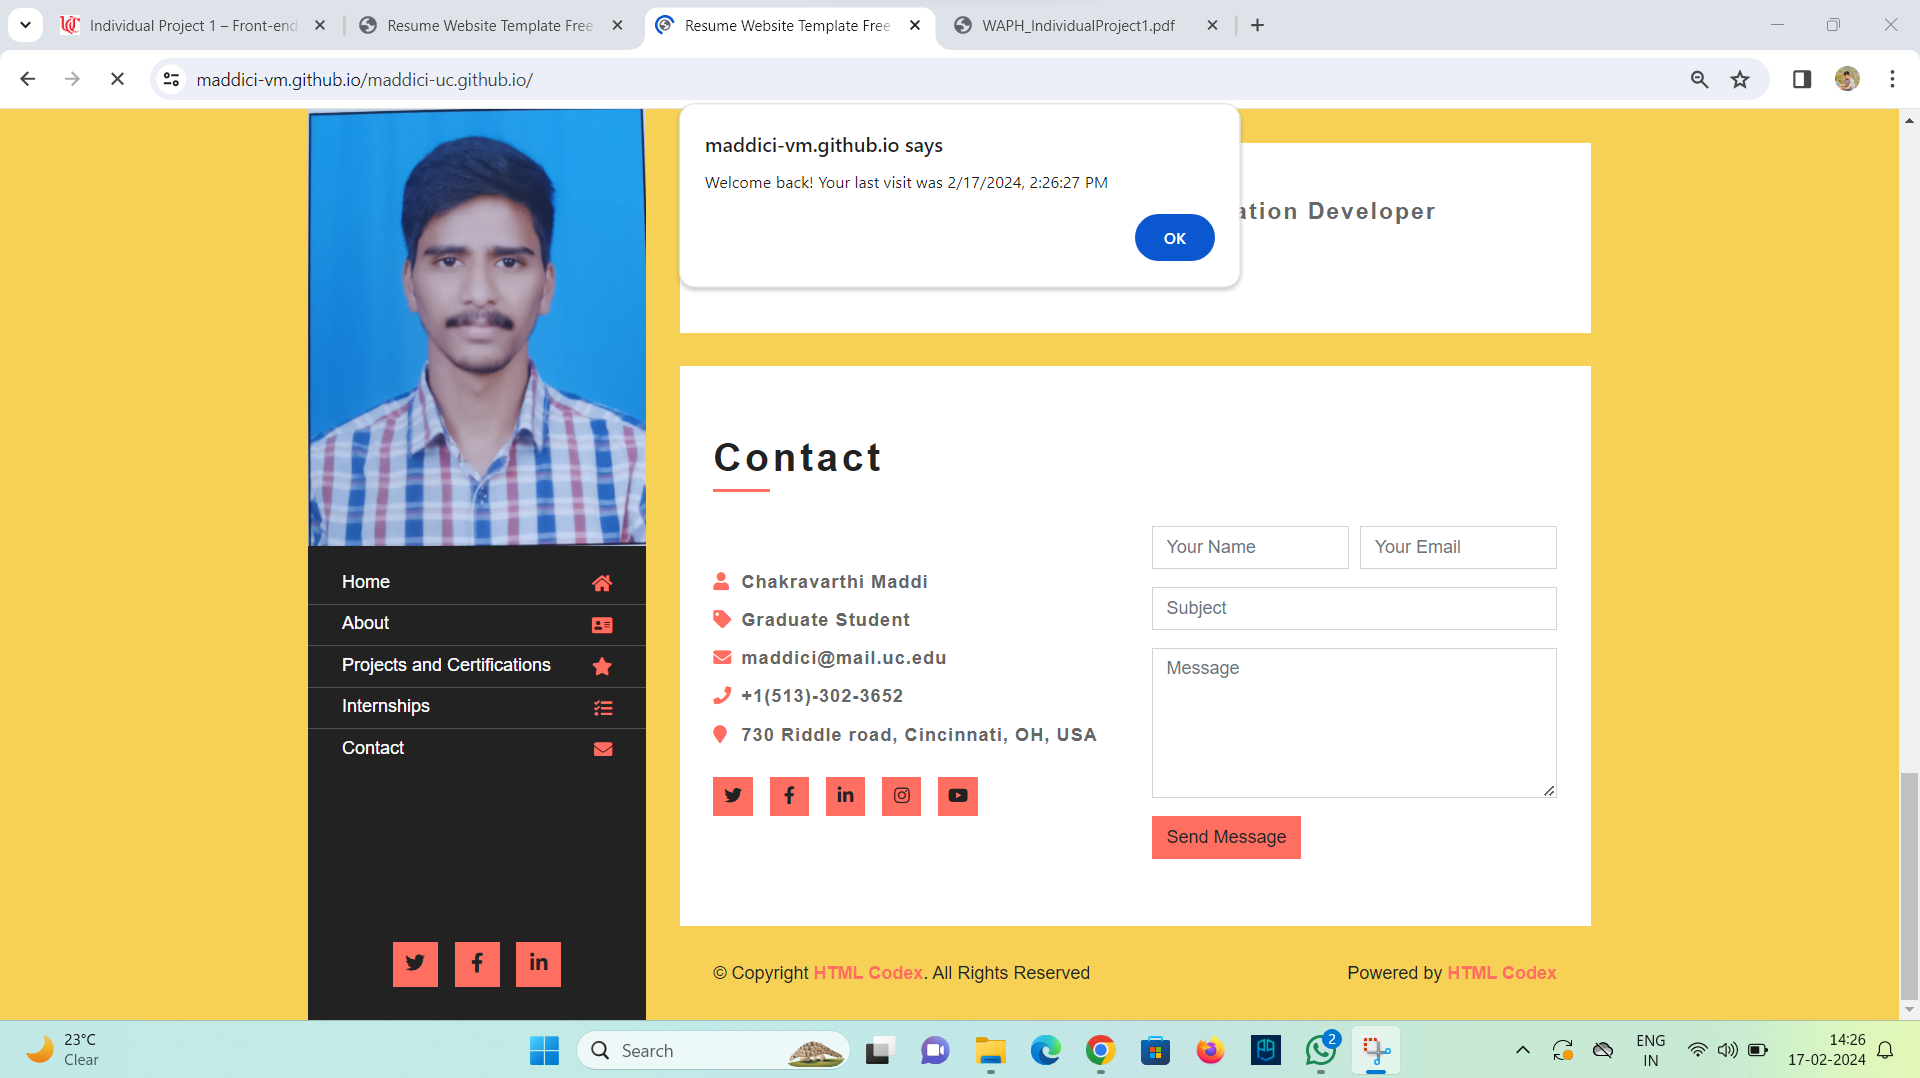 Individual Project 1 – Front-end
Resume Website Template Free
Resume Website Template Free
WAPH_IndividualProject1.pdf
maddici-vm.github.io/maddici-uc.github.io/
maddici-vm.github.io says
Welcome back! Your last visit was 2/17/2024, 2:26:27 PM
OK
ation Developer
Home
About
Projects and Certifications
Internships
Contact
Contact
Chakravarthi Maddi
Graduate Student
maddici@mail.uc.edu
+1(513)-302-3652
730 Riddle road, Cincinnati, OH, USA
Your Name
Your Email
Subject
Message
Send Message
© Copyright HTML Codex. All Rights Reserved
Powered by HTML Codex
23°C
Clear
Search
2
ENG
IN
14:26
17-02-2024